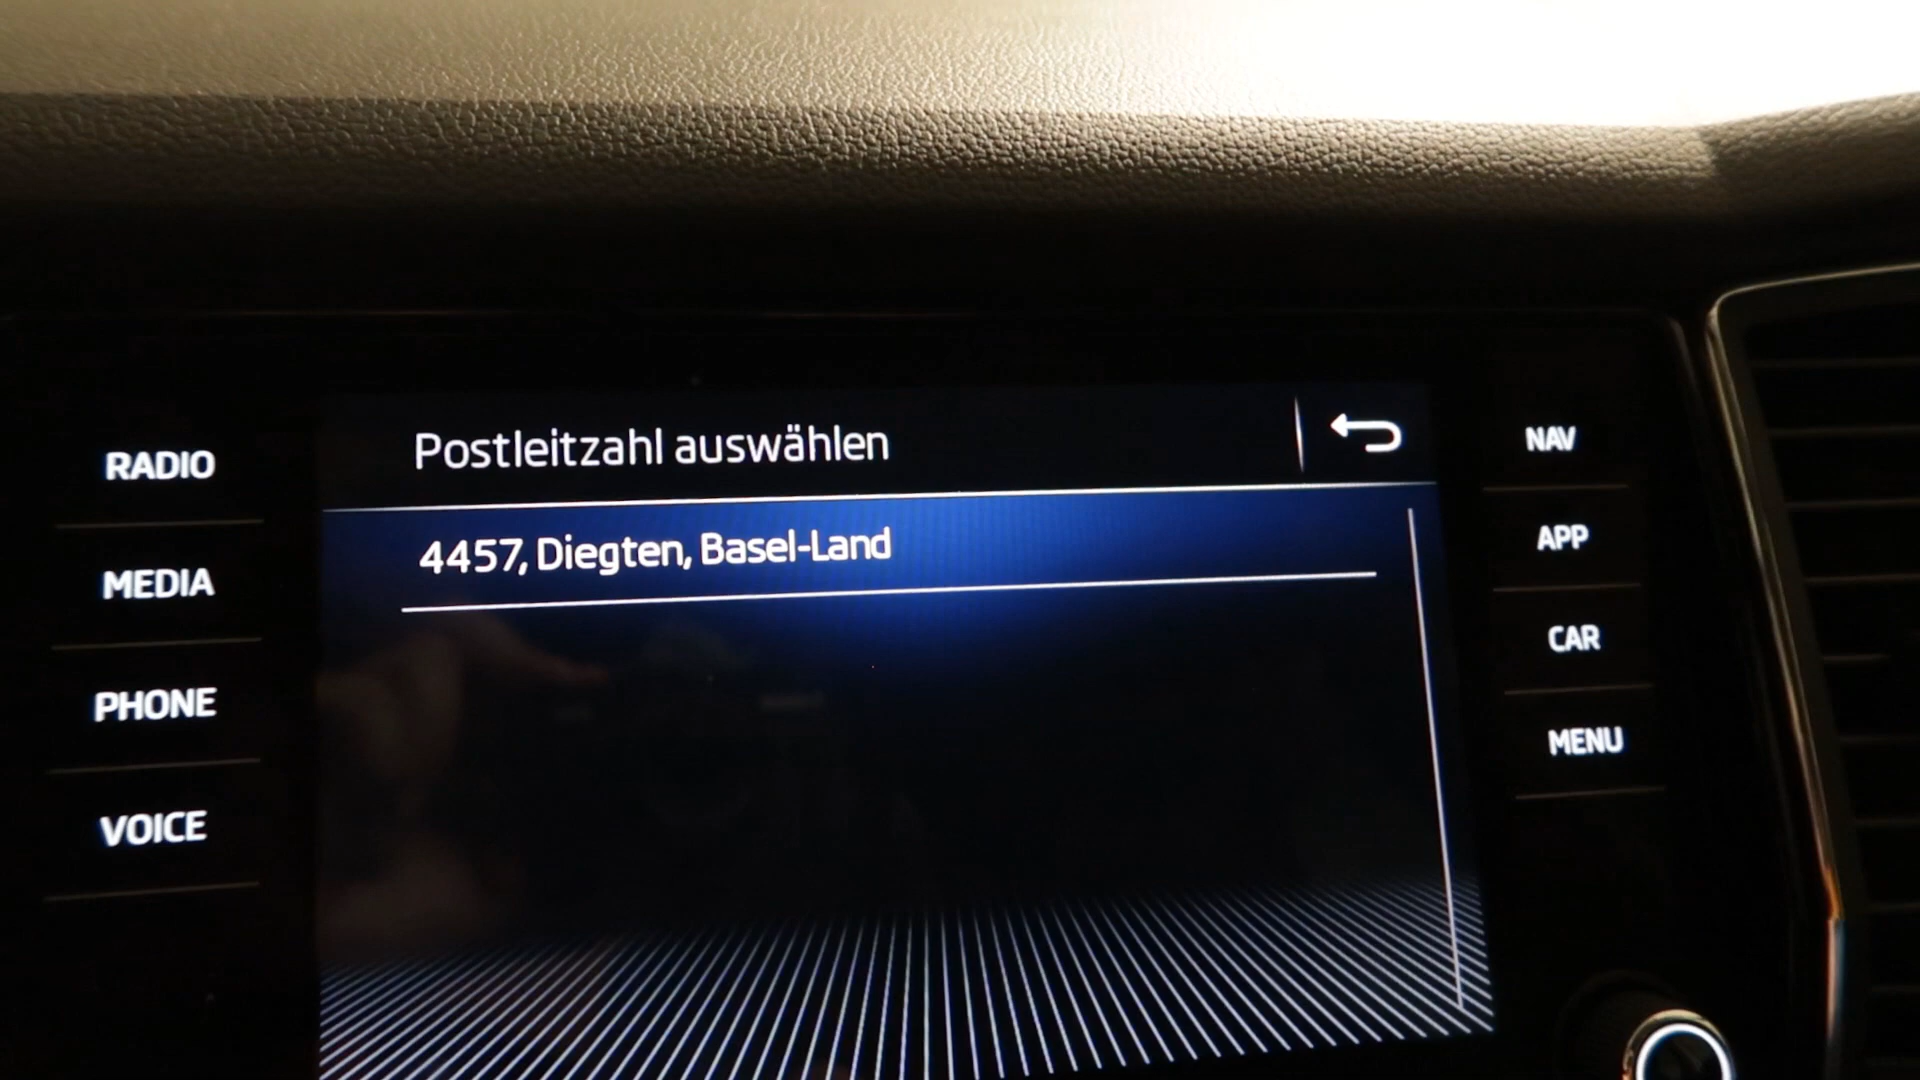 Postleitzahl auswählen
4457, Diegten, Basel-Land
RADIO
MEDIA
PHONE
VOICE
NAV
APP
CAR
MENU